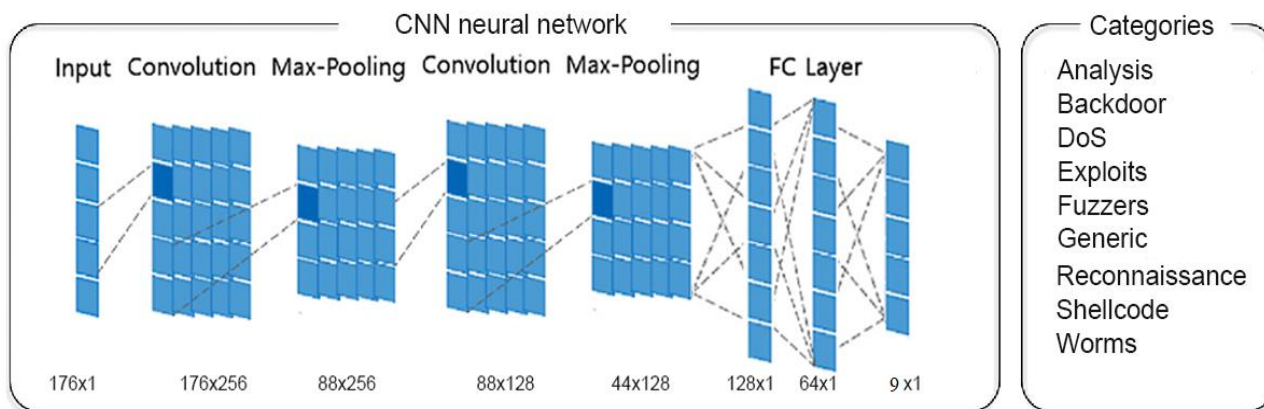 CNN neural network
Input Convolution Max-Pooling Convolution Max-Pooling FC Layer
176x1 176x256 88x256 88x128 44x128 128x1 64x1 9 x1
Categories
Analysis
Backdoor
DoS
Exploits
Fuzzers
Generic
Reconnaissance
Shellcode
Worms